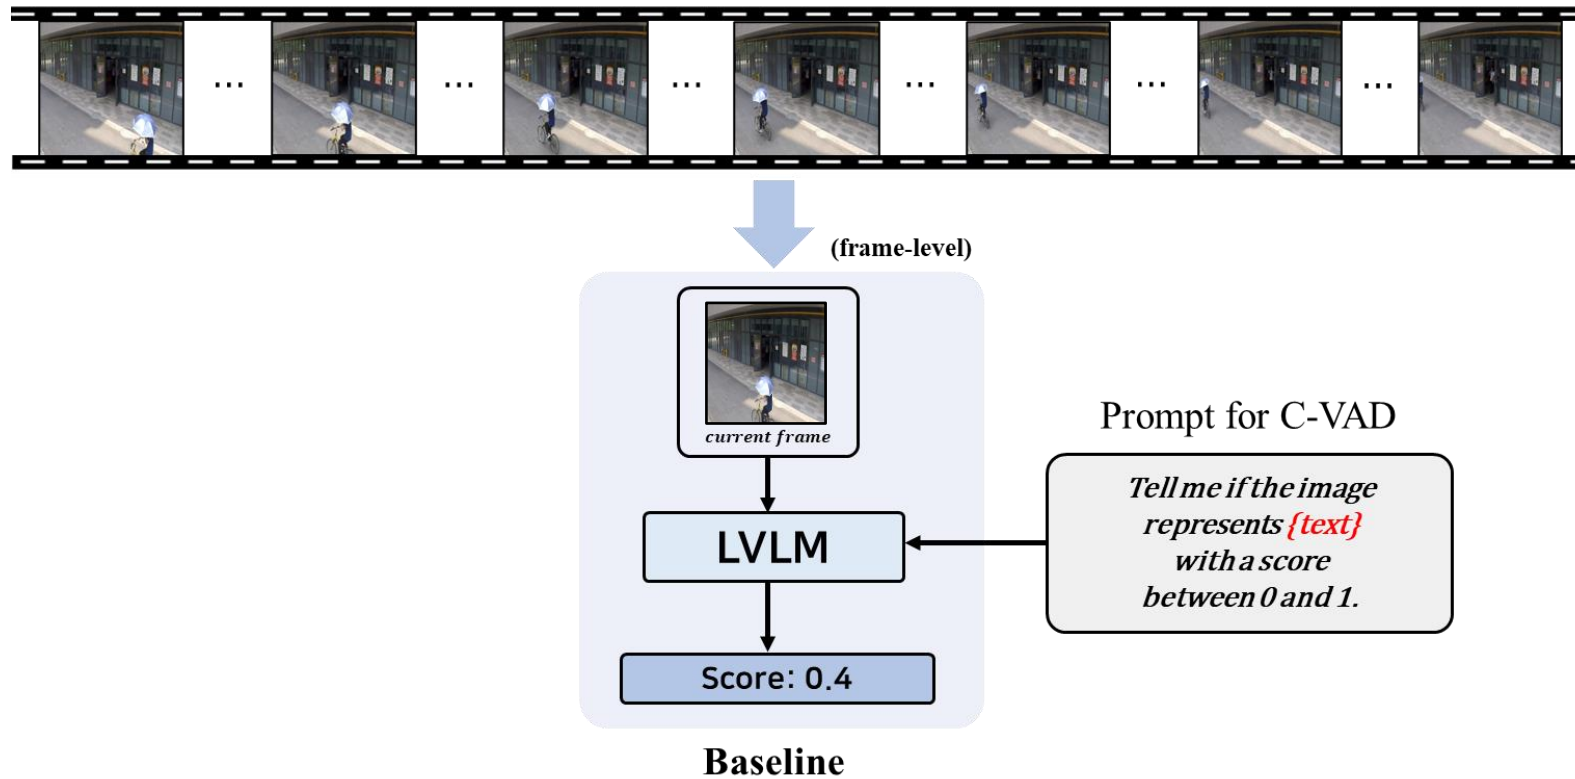 ... ... ... ... ... ...
(frame-level)
current frame
Prompt for C-VAD
Tell me if the image
represents {text}
with a score
between 0 and 1.
LVLM
Score: 0.4
Baseline